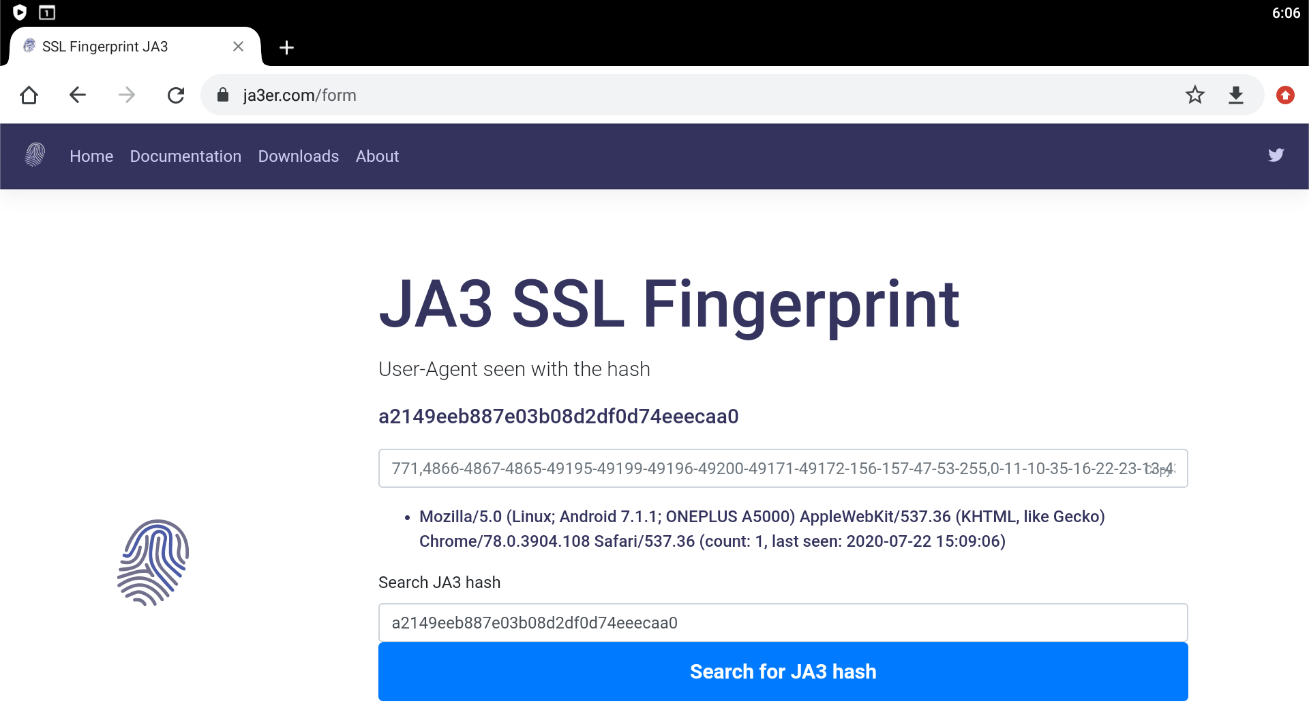 1
6:06
SSL Fingerprint JA3
ja3er.com/form
Home Documentation Downloads About
JA3 SSL Fingerprint
User-Agent seen with the hash
a2149eeb887e03b08d2df0d74eeecaa0
771,4866-4867-4865-49195-49199-49196-49200-49171-49172-156-157-47-53-255,0-11-10-35-16-22-23-13-4
Copy
Mozilla/5.0 (Linux; Android 7.1.1; ONEPLUS A5000) AppleWebKit/537.36 (KHTML, like Gecko)
Chrome/78.0.3904.108 Safari/537.36 (count: 1, last seen: 2020-07-22 15:09:06)
Search JA3 hash
a2149eeb887e03b08d2df0d74eeecaa0
Search for JA3 hash